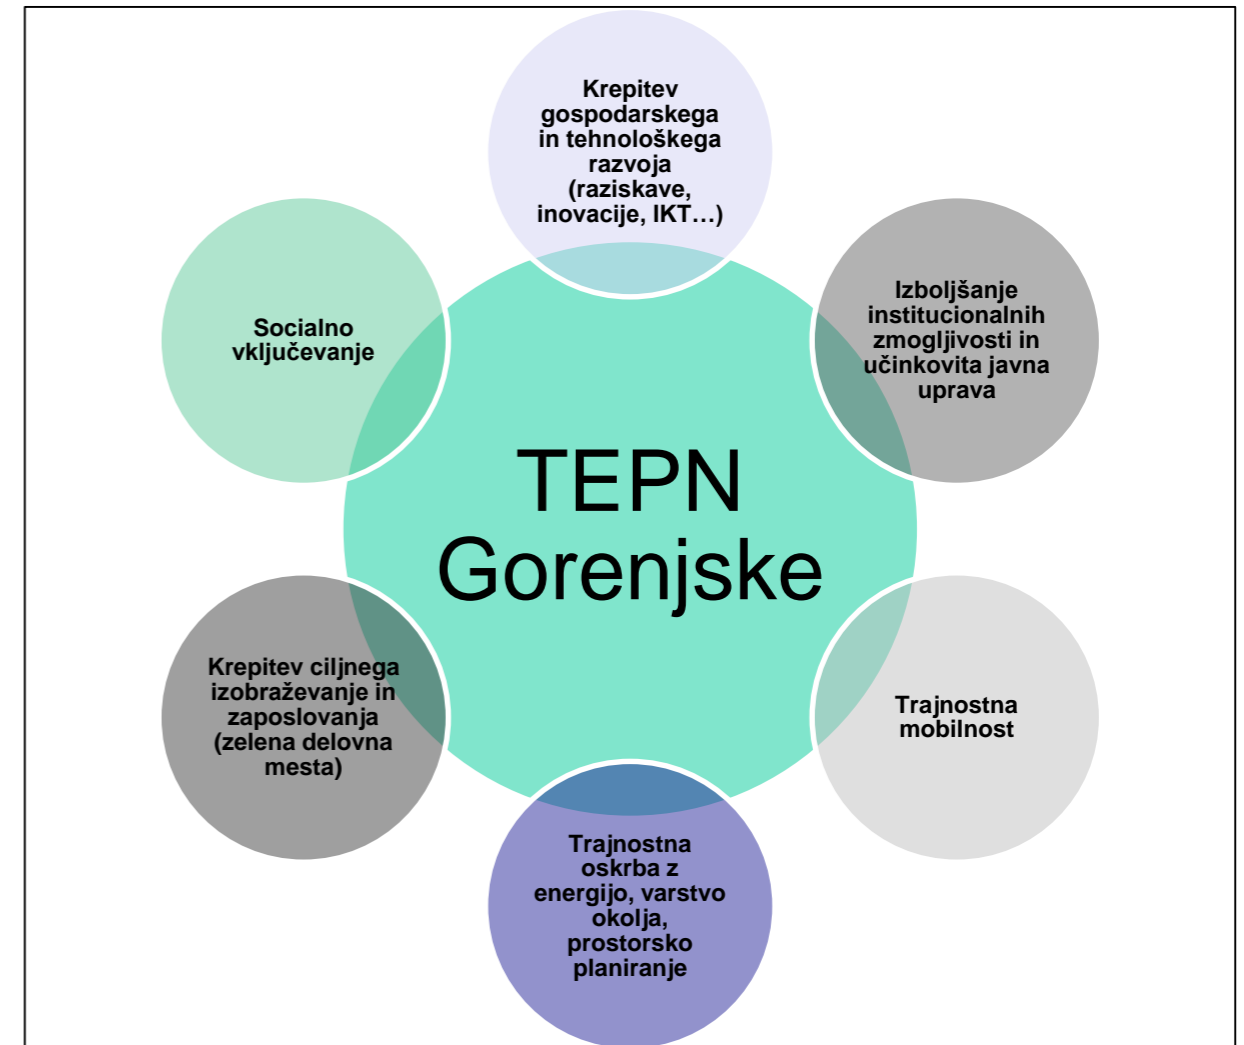 Krepitev
gospodarskega
in tehnološkega
razvoja
(raziskave,
inovacije, IKT…)
Izboljšanje
institucionalnih
zmogljivosti in
učinkovita javna
uprava
Trajnostna
mobilnost
Trajnostna
oskrba z
energijo, varstvo
okolja,
prostorsko
planiranje
Krepitev ciljnega
izobraževanje in
zaposlovanja
(zelena delovna
mesta)
Socialno
vključevanje
TEPN
Gorenjske